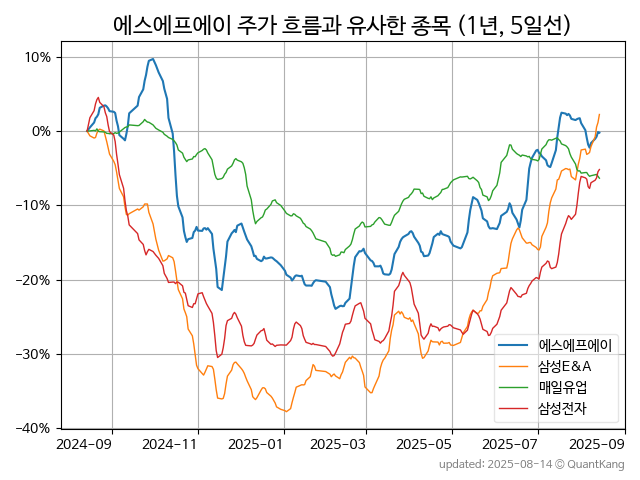 에스에프에이 주가 흐름과 유사한 종목 (1년, 5일선)
10%
0%
−10%
−20%
−30%
−40%
에스에프에이
삼성E&A
매일유업
삼성전자
2024-09
2024-11
2025-01
2025-03
2025-05
2025-07
2025-09
updated: 2025-08-14 © QuantKang